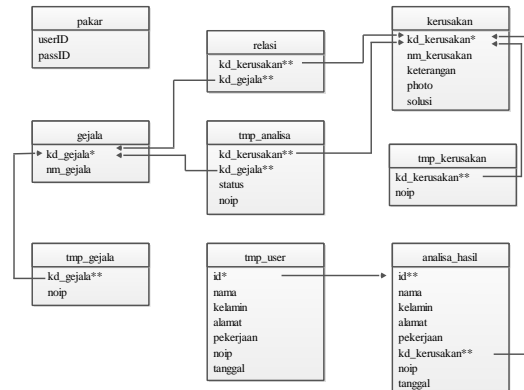 pakar
userID
passID
relasi
kd_kerusakan**
kd_gejala**
kerusakan
kd_kerusakan*
nm_kerusakan
keterangan
photo
solusi
gejala
kd_gejala*
nm_gejala
tmp_analisa
kd_kerusakan**
kd_gejala**
status
noip
tmp_kerusakan
kd_kerusakan**
noip
tmp_gejala
kd_gejala**
noip
tmp_user
id*
nama
kelamin
alamat
pekerjaan
noip
tanggal
analisa_hasil
id**
nama
kelamin
alamat
pekerjaan
kd_kerusakan**
noip
tanggal